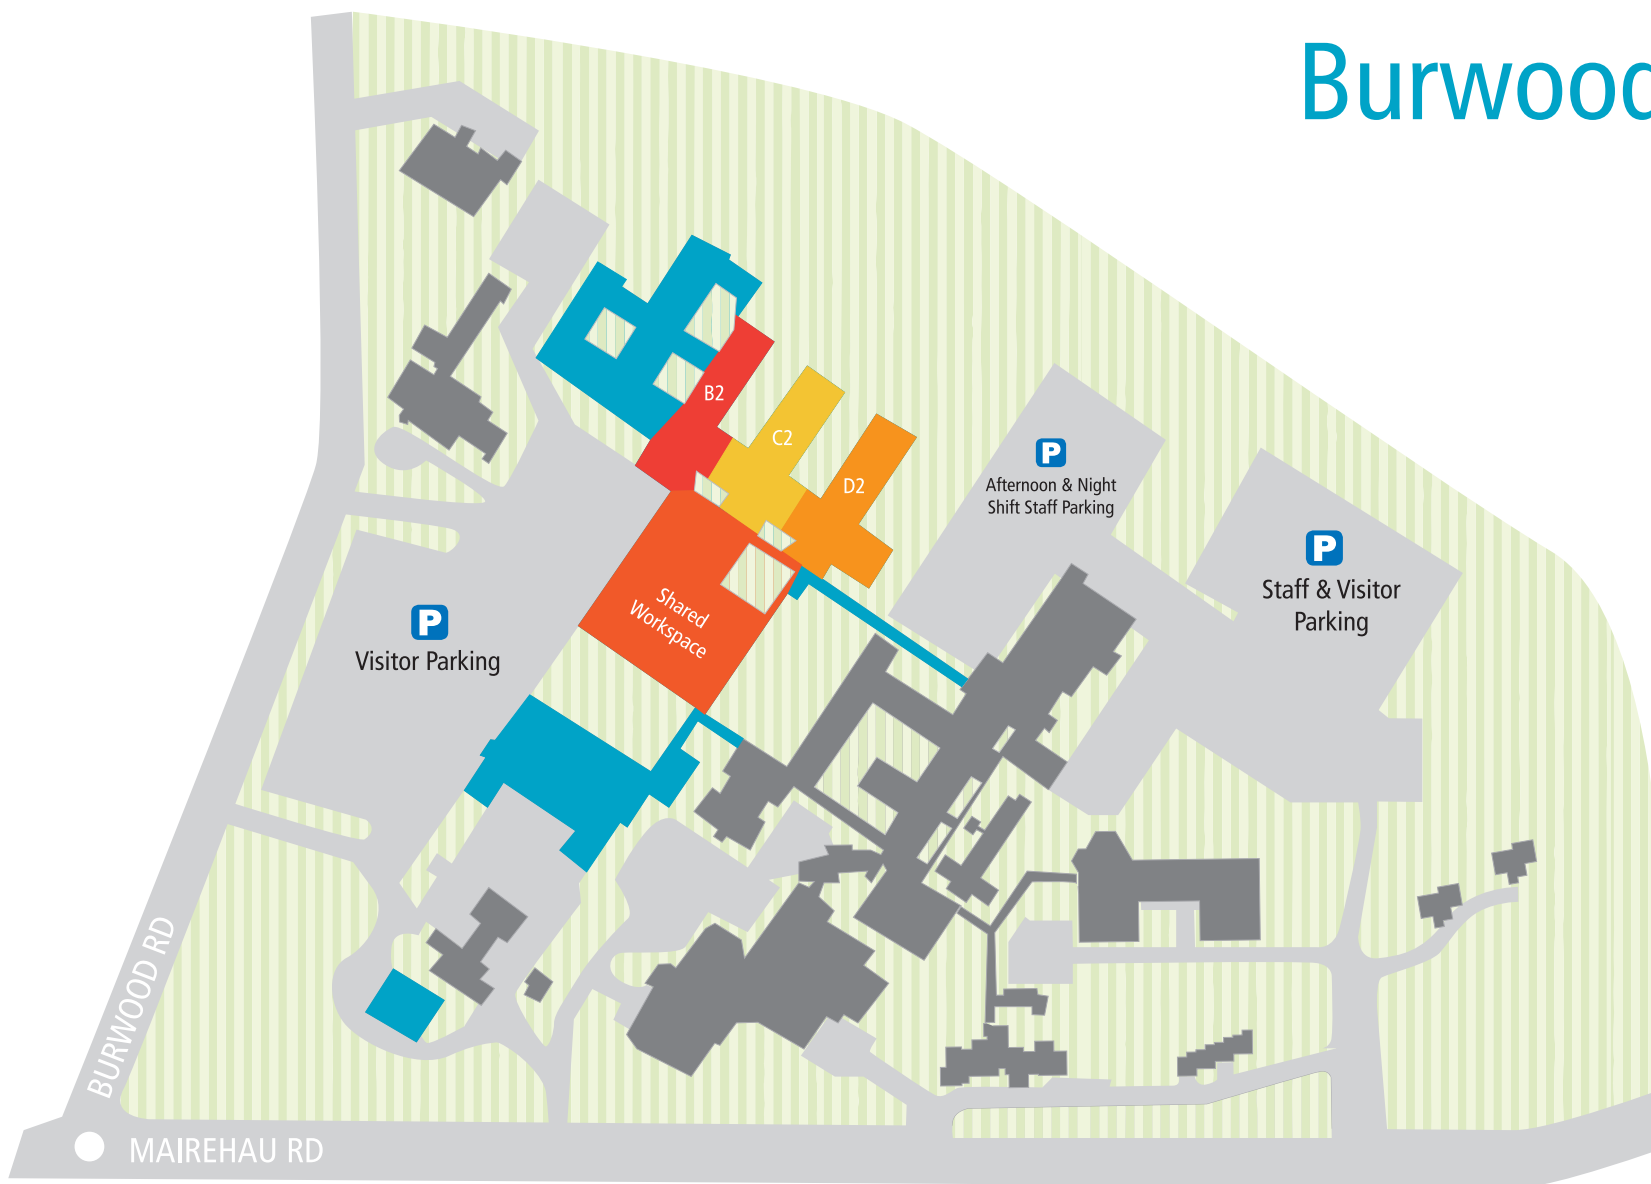 Burwood
B2
C2
D2
P
Afternoon & Night
Shift Staff Parking
P
Staff & Visitor
Parking
Shared
Workspace
P
Visitor Parking
BURWOOD RD
MAIREHAU RD